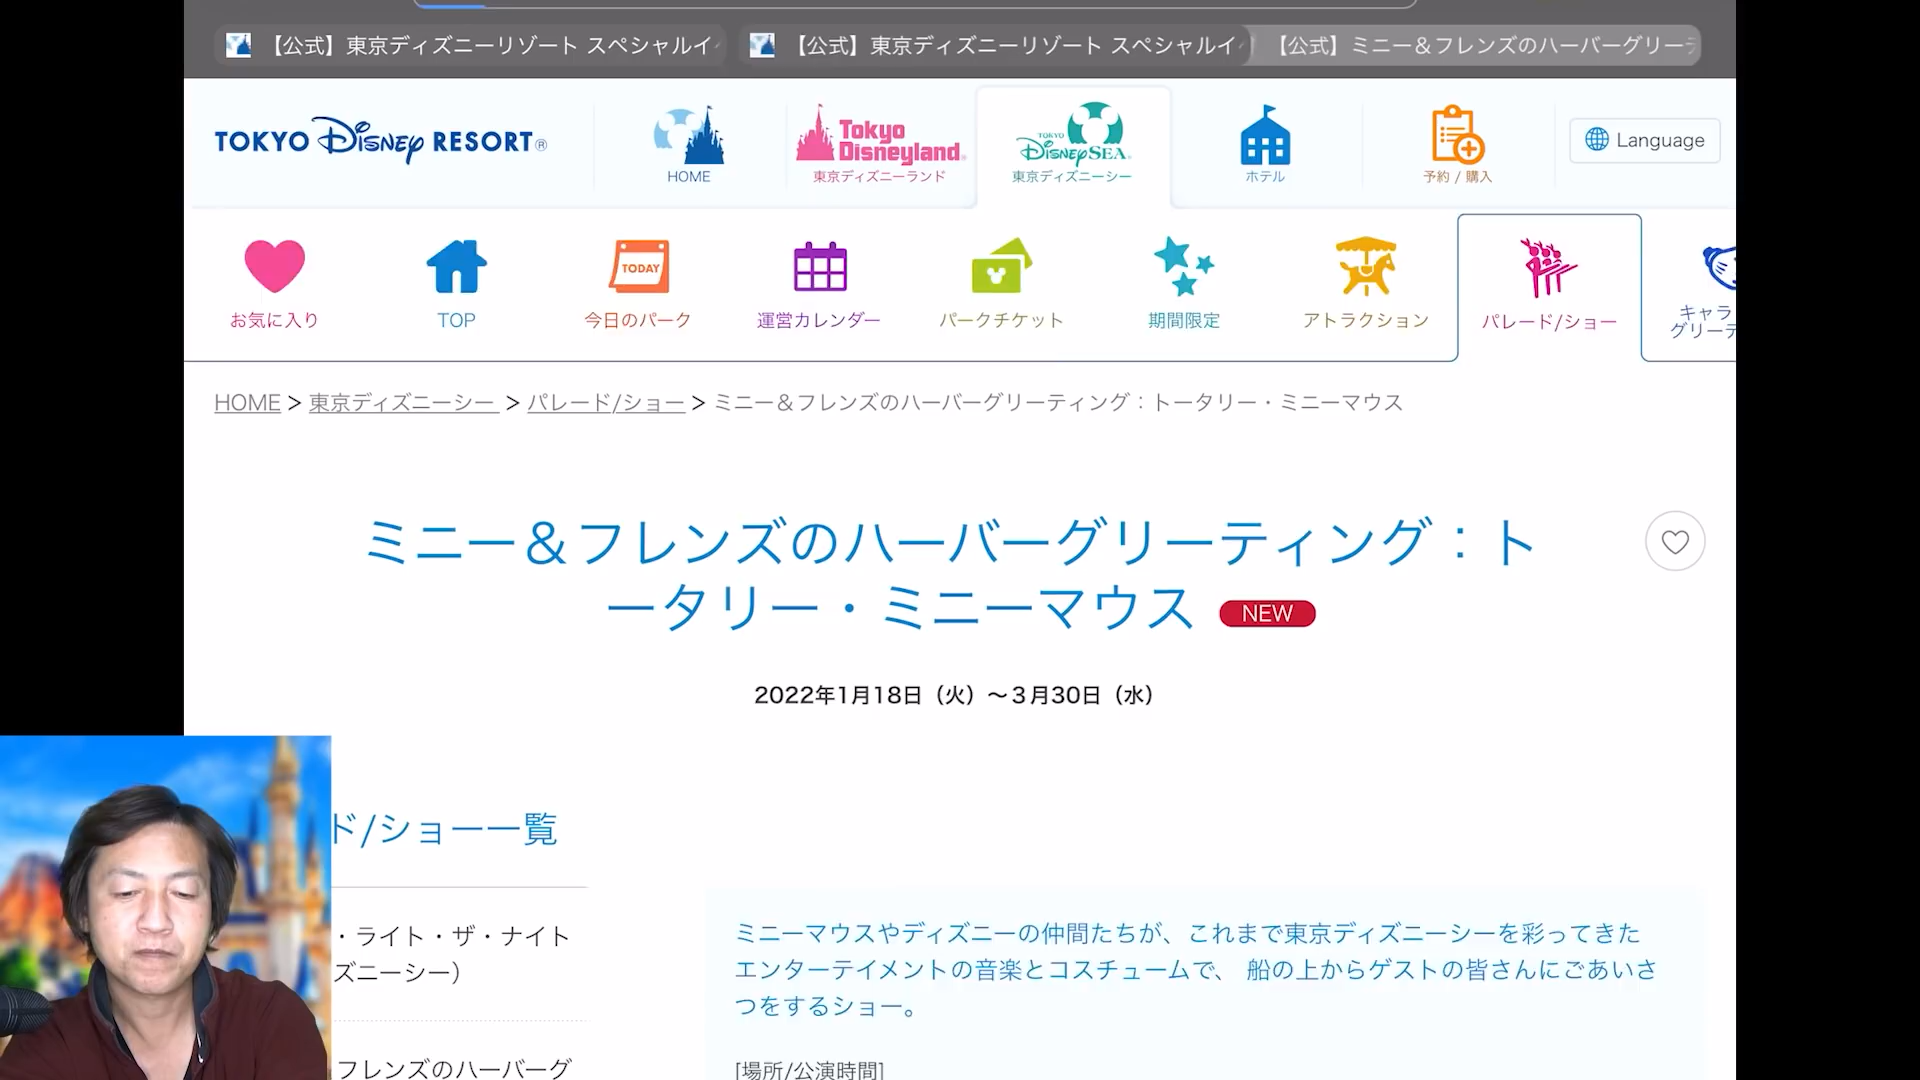 【公式】東京ディズニーリゾート スペシャルイ
【公式】東京ディズニーリゾート スペシャルイ
【公式】ミニー＆フレンズのハーバーグリーテ
TOKYO Disney RESORT®
HOME
Tokyo Disneyland®
東京ディズニーランド
TOKYO DisneySEA®
東京ディズニーシー
ホテル
予約 / 購入
Language
お気に入り
TOP
TODAY
今日のパーク
運営カレンダー
パークチケット
期間限定
アトラクション
パレード/ショー
キャラ
グリーテ
HOME > 東京ディズニーシー > パレード/ショー > ミニー＆フレンズのハーバーグリーティング：トータリー・ミニーマウス
ミニー＆フレンズのハーバーグリーティング：ト
ータリー・ミニーマウス NEW
2022年1月18日（火）～3月30日（水）
ド/ショー一覧
・ライト・ザ・ナイト
ズニーシー）
フレンズのハーバーグ
ミニーマウスやディズニーの仲間たちが、これまで東京ディズニーシーを彩ってきた
エンターテイメントの音楽とコスチュームで、 船の上からゲストの皆さんにごあいさ
つをするショー。
[場所/公演時間]